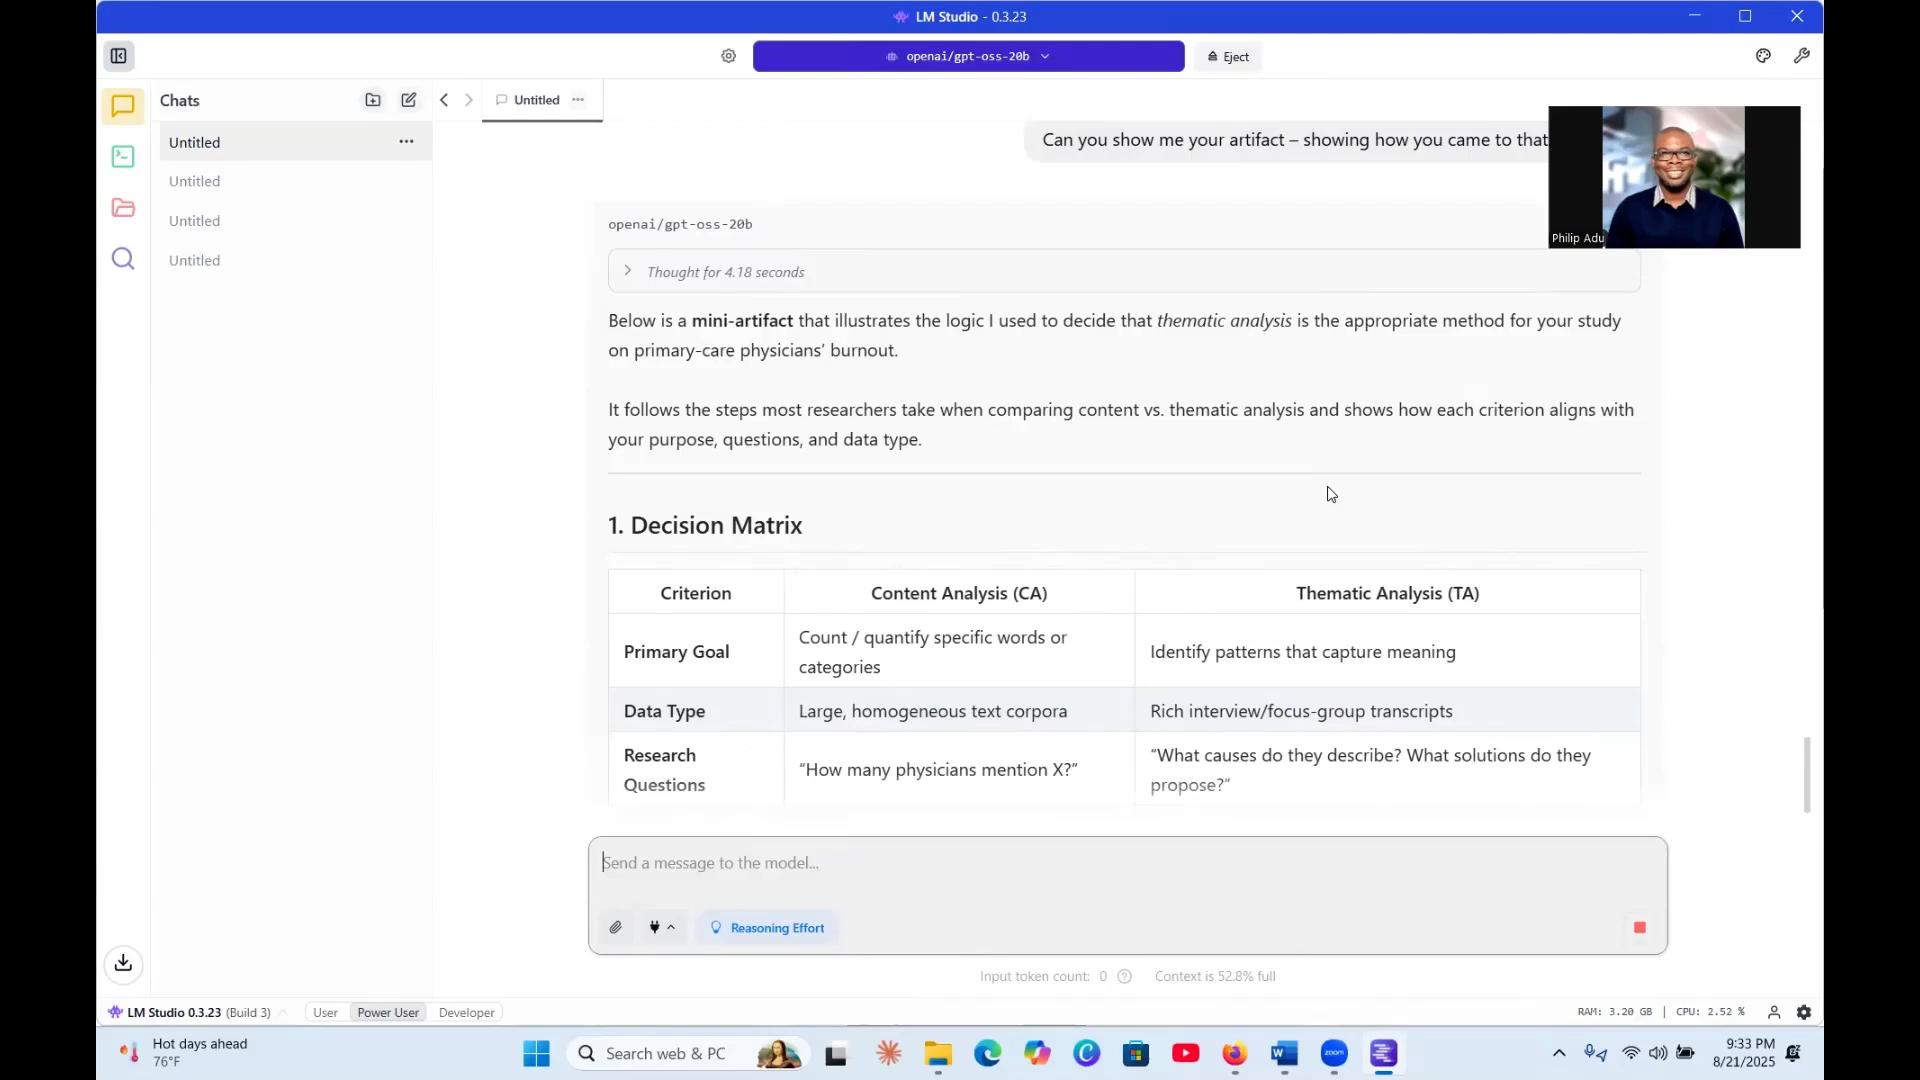 LM Studio - 0.3.23
openai/gpt-oss-20b
Eject
Chats
Untitled
Untitled
Untitled
Untitled
Untitled
Can you show me your artifact – showing how you came to that
Philip Adu
openai/gpt-oss-20b
Thought for 4.18 seconds
Below is a mini-artifact that illustrates the logic I used to decide that thematic analysis is the appropriate method for your study
on primary-care physicians’ burnout.
It follows the steps most researchers take when comparing content vs. thematic analysis and shows how each criterion aligns with
your purpose, questions, and data type.
1. Decision Matrix
Criterion Content Analysis (CA) Thematic Analysis (TA)
Primary Goal Count / quantify specific words or
categories Identify patterns that capture meaning
Data Type Large, homogeneous text corpora Rich interview/focus-group transcripts
Research
Questions “How many physicians mention X?” “What causes do they describe? What solutions do they
propose?”
Send a message to the model...
Reasoning Effort
Input token count: 0 Context is 52.8% full
LM Studio 0.3.23 (Build 3) User Power User Developer RAM: 3.20 GB | CPU: 2.52 %
Hot days ahead
76°F
Search web & PC
zoom
9:33 PM
8/21/2025